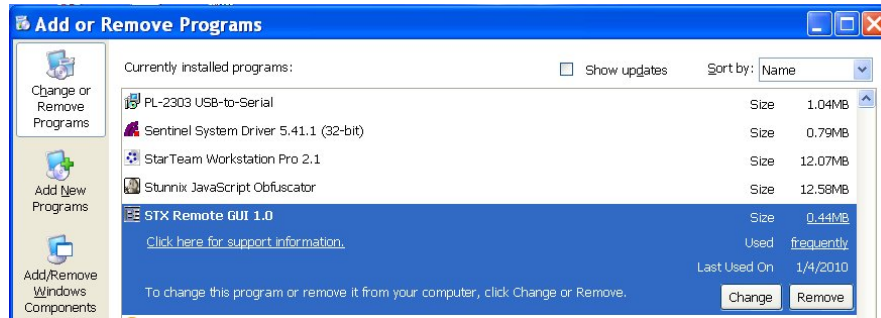 Add or Remove Programs
Change or
Remove
Programs
Add New
Programs
Add/Remove
Windows
Components
Currently installed programs:
Show updates
Sort by: Name
PL-2303 USB-to-Serial Size 1.04MB
Sentinel System Driver 5.41.1 (32-bit) Size 0.79MB
StarTeam Workstation Pro 2.1 Size 12.07MB
Stunnix JavaScript Obfuscator Size 12.58MB
STX Remote GUI 1.0 Size 0.44MB
Click here for support information. Used frequently
Last Used On 1/4/2010
To change this program or remove it from your computer, click Change or Remove. Change Remove